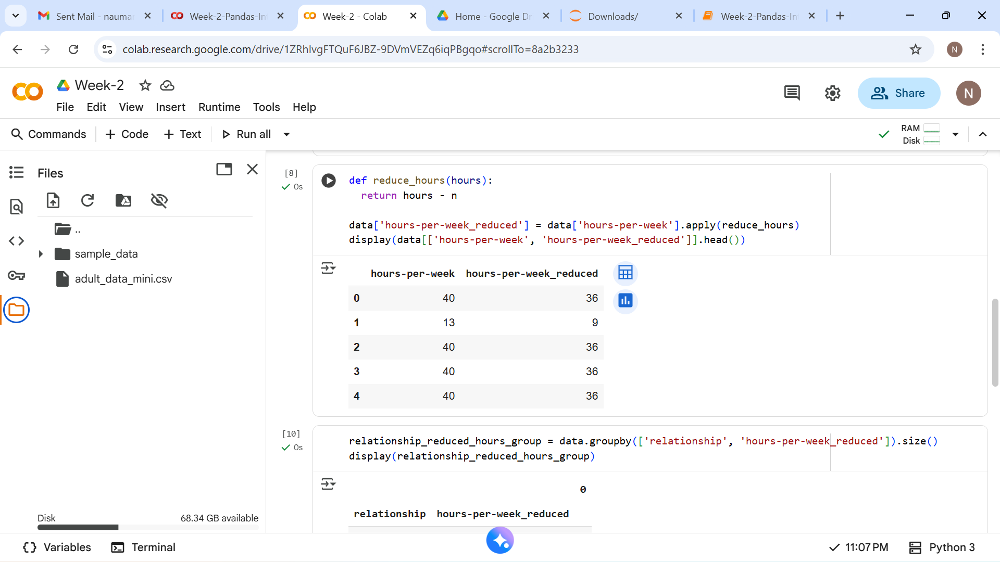 Sent Mail - nauma
Week-2-Pandas-In
Week-2 - Colab
Home - Google Dr
Downloads/
Week-2-Pandas-In
colab.research.google.com/drive/1ZRhIvgFTQuF6JBZ-9DVmVEZq6iqPBgqo#scrollTo=8a2b3233
N
Week-2
File Edit View Insert Runtime Tools Help
Share
N
Commands + Code + Text Run all
RAM
Disk
Files
..
sample_data
adult_data_mini.csv
Disk 68.34 GB available
[8]
0s
def reduce_hours(hours):
return hours - n
data['hours-per-week_reduced'] = data['hours-per-week'].apply(reduce_hours)
display(data[['hours-per-week', 'hours-per-week_reduced']].head())
hours-per-week hours-per-week_reduced
0 40 36
1 13 9
2 40 36
3 40 36
4 40 36
[10]
0s
relationship_reduced_hours_group = data.groupby(['relationship', 'hours-per-week_reduced']).size()
display(relationship_reduced_hours_group)
0
relationship hours-per-week_reduced
Variables Terminal
11:07 PM Python 3